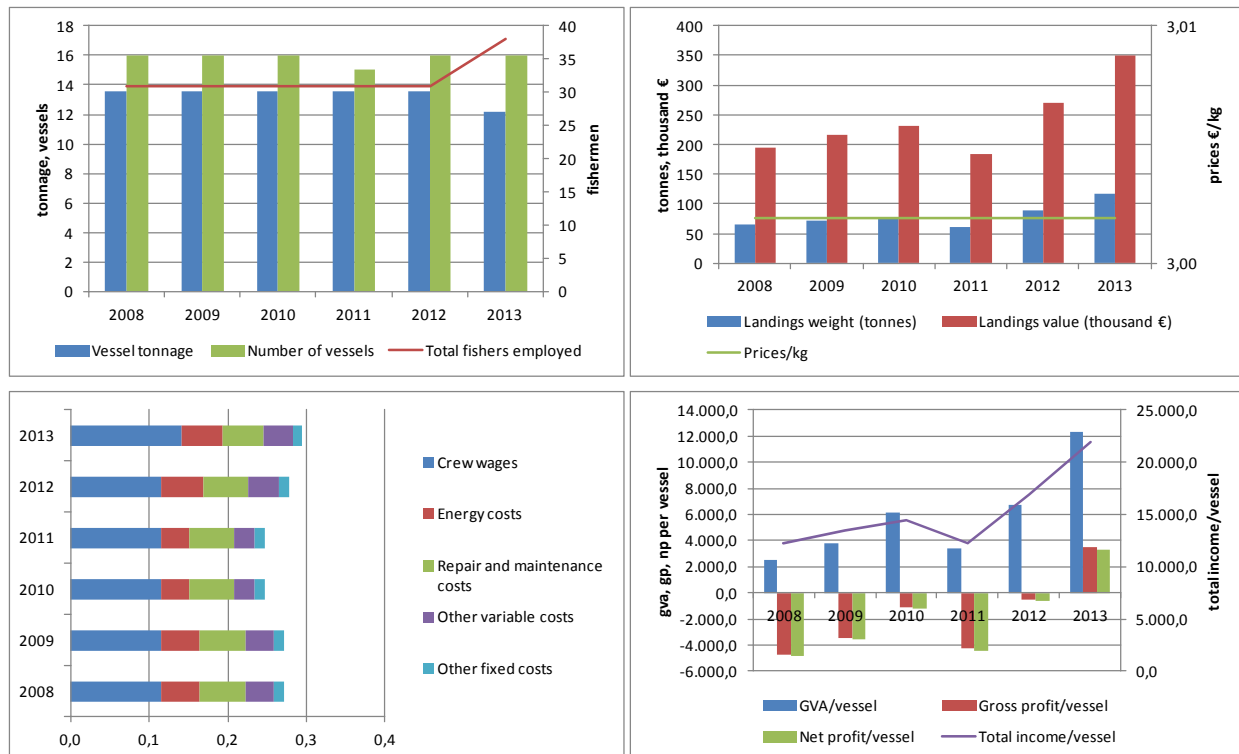 18
16
14
12
10
8
6
4
2
0
tonnage, vessels
40
35
30
25
20
15
10
5
0
fishermen
2008 2009 2010 2011 2012 2013
Vessel tonnage Number of vessels Total fishers employed
400
350
300
250
200
150
100
50
0
tonnes, thousand €
3,01
3,00
prices €/kg
2008 2009 2010 2011 2012 2013
Landings weight (tonnes) Landings value (thousand €)
Prices/kg
2013
2012
2011
2010
2009
2008
0,0 0,1 0,2 0,3 0,4
Crew wages
Energy costs
Repair and maintenance
costs
Other variable costs
Other fixed costs
14.000,0
12.000,0
10.000,0
8.000,0
6.000,0
4.000,0
2.000,0
0,0
-2.000,0
-4.000,0
-6.000,0
gva, gp, np per vessel
25.000,0
20.000,0
15.000,0
10.000,0
5.000,0
0,0
total income/vessel
2008 2009 2010 2011 2012 2013
GVA/vessel Gross profit/vessel
Net profit/vessel Total income/vessel